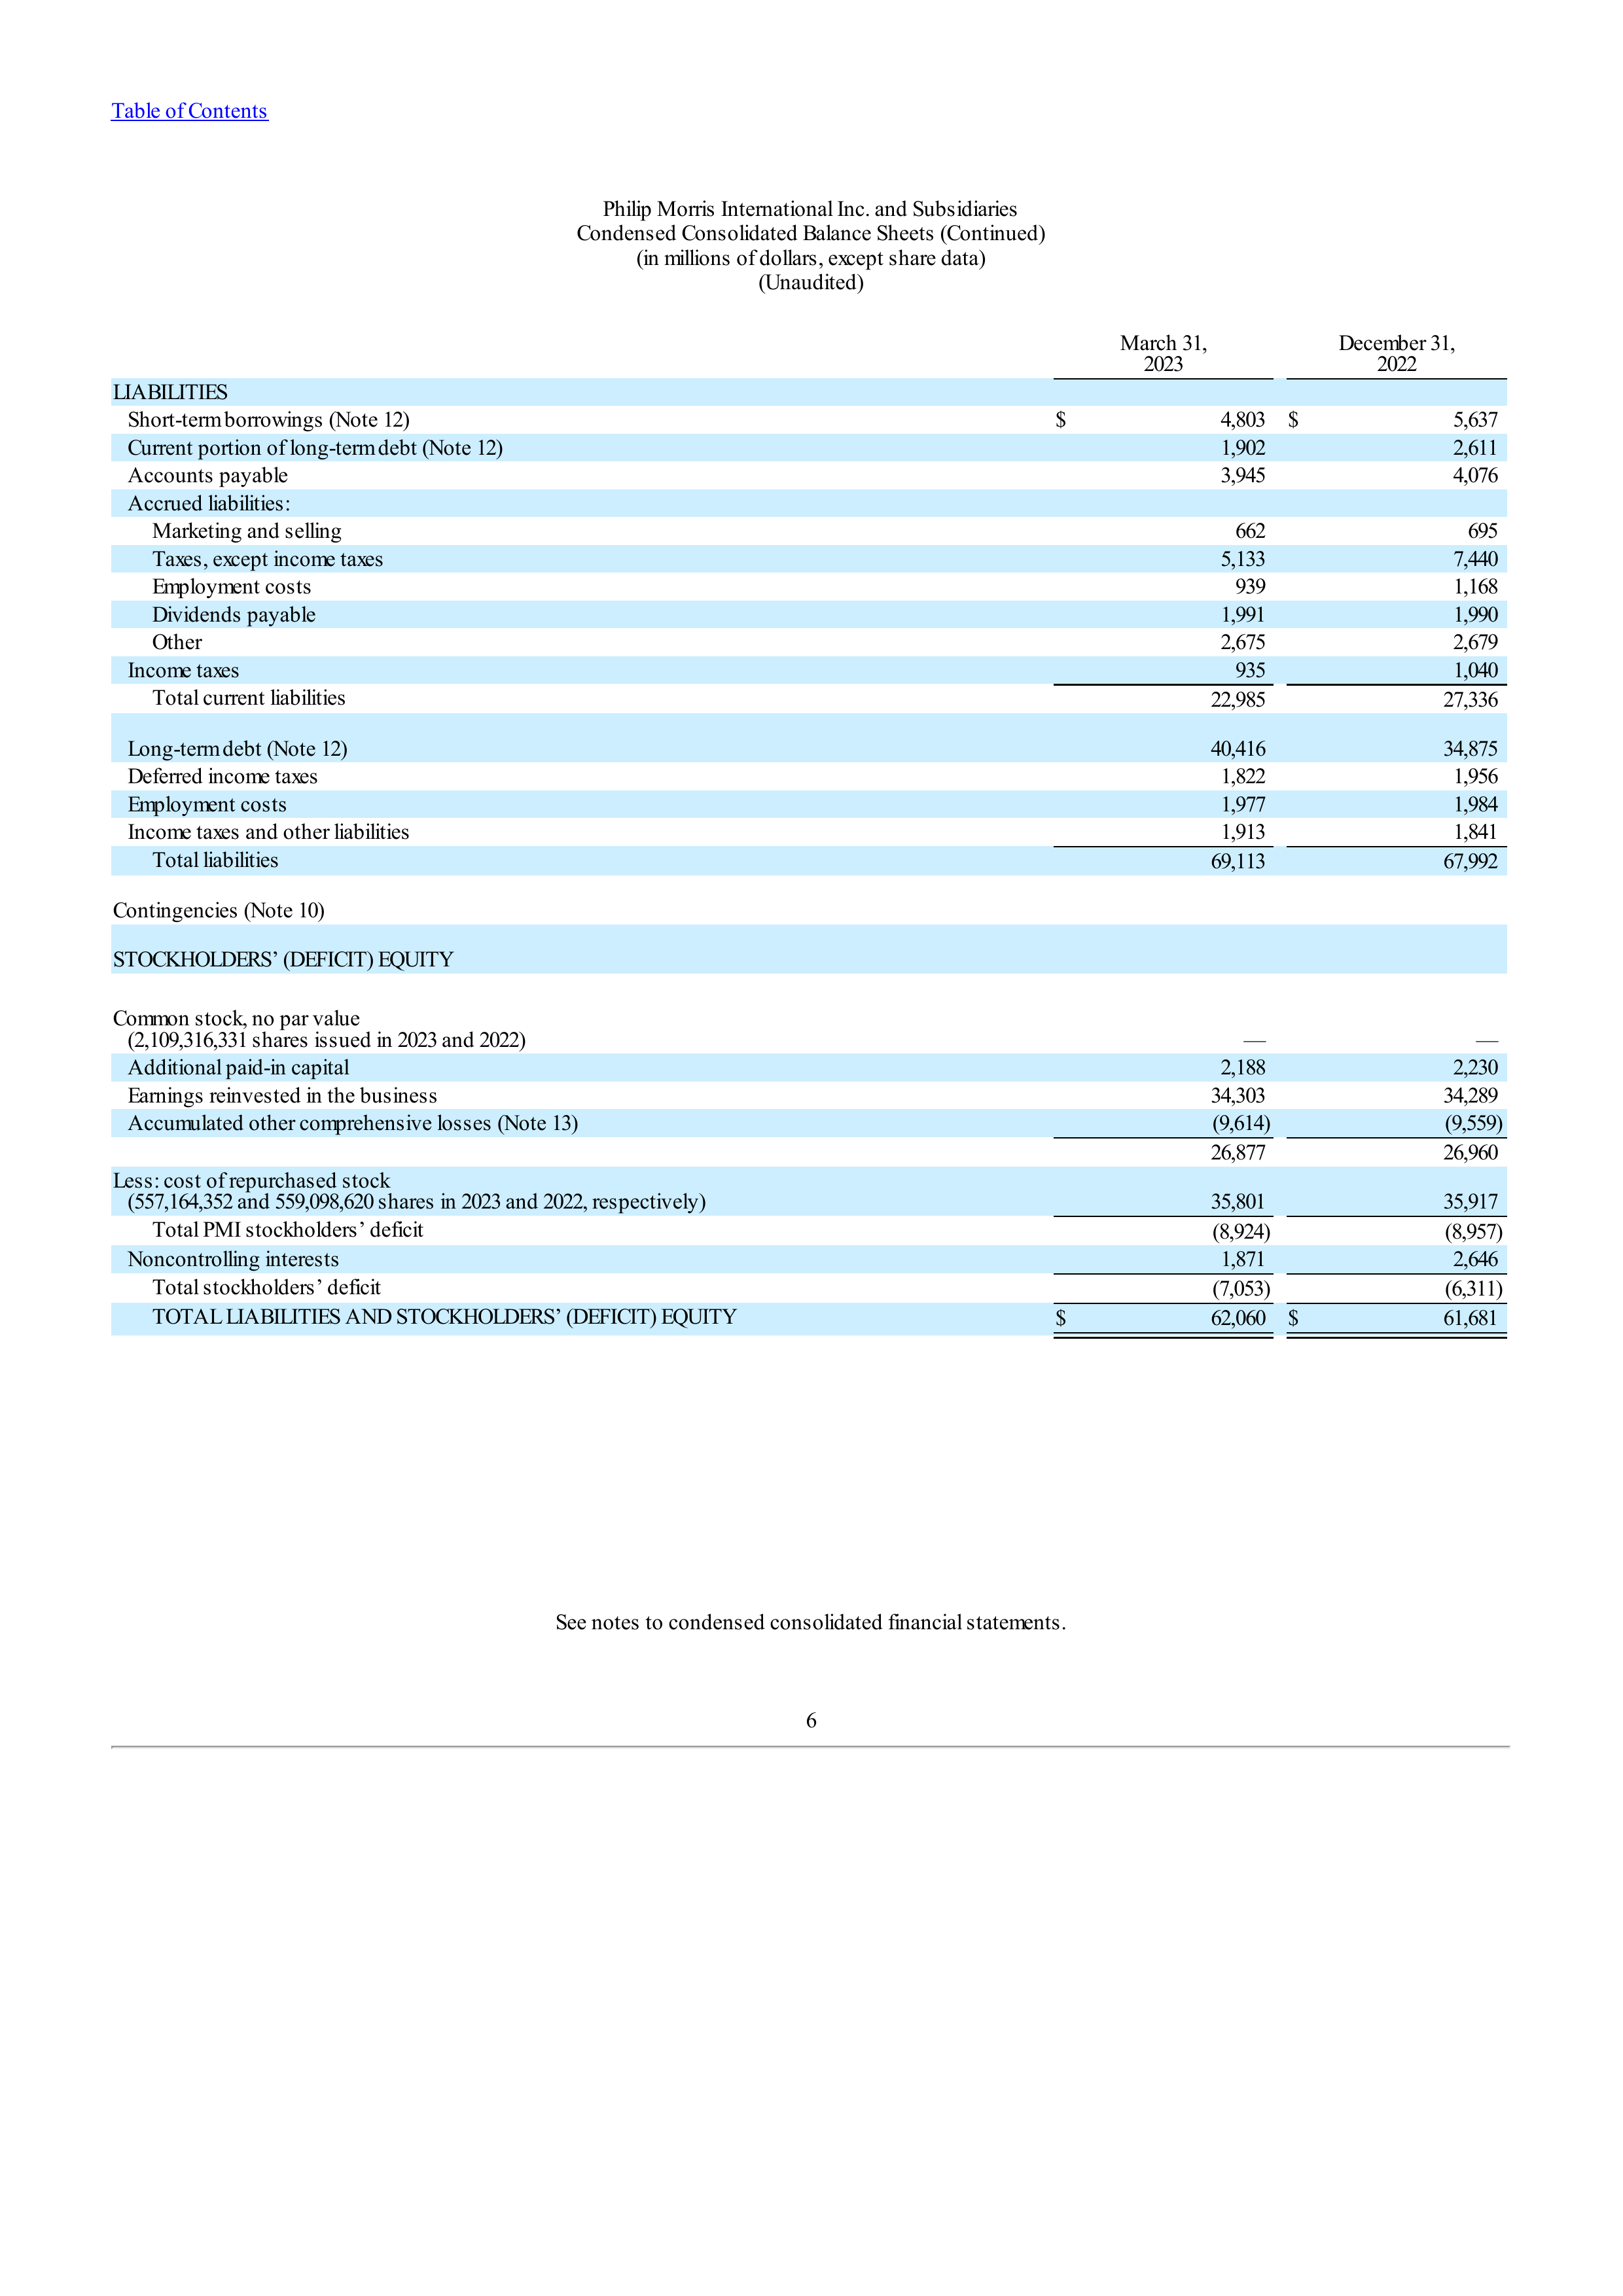 Table of Contents
Philip Morris International Inc. and Subsidiaries
Condensed Consolidated Balance Sheets (Continued)
(in millions of dollars, except share data)
(Unaudited)
March 31, December 31,
2023 2022
LIABILITIES
Short-term borrowings (Note 12) $ 4,803 $ 5,637
Current portion of long-term debt (Note 12) 1,902 2,611
Accounts payable 3,945 4,076
Accrued liabilities:
Marketing and selling 662 695
Taxes, except income taxes 5,133 7,440
Employment costs 939 1,168
Dividends payable 1,991 1,990
Other 2,675 2,679
Income taxes 935 1,040
Total current liabilities 22,985 27,336
Long-term debt (Note 12) 40,416 34,875
Deferred income taxes 1,822 1,956
Employment costs 1,977 1,984
Income taxes and other liabilities 1,913 1,841
Total liabilities 69,113 67,992
Contingencies (Note 10)
STOCKHOLDERS’ (DEFICIT) EQUITY
Common stock, no par value
(2,109,316,331 shares issued in 2023 and 2022) — —
Additional paid-in capital 2,188 2,230
Earnings reinvested in the business 34,303 34,289
Accumulated other comprehensive losses (Note 13) (9,614) (9,559)
26,877 26,960
Less: cost of repurchased stock
(557,164,352 and 559,098,620 shares in 2023 and 2022, respectively) 35,801 35,917
Total PMI stockholders’ deficit (8,924) (8,957)
Noncontrolling interests 1,871 2,646
Total stockholders’ deficit (7,053) (6,311)
TOTAL LIABILITIES AND STOCKHOLDERS’ (DEFICIT) EQUITY $ 62,060 $ 61,681
See notes to condensed consolidated financial statements.
6